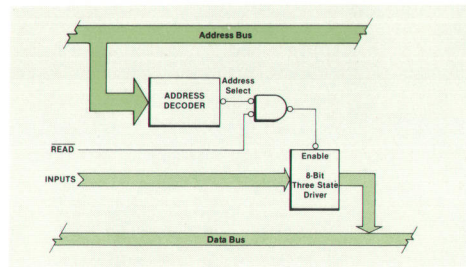 Address Bus
Address
Select
ADDRESS
DECODER
READ
Enable
INPUTS
8-Bit
Three State
Driver
Data Bus